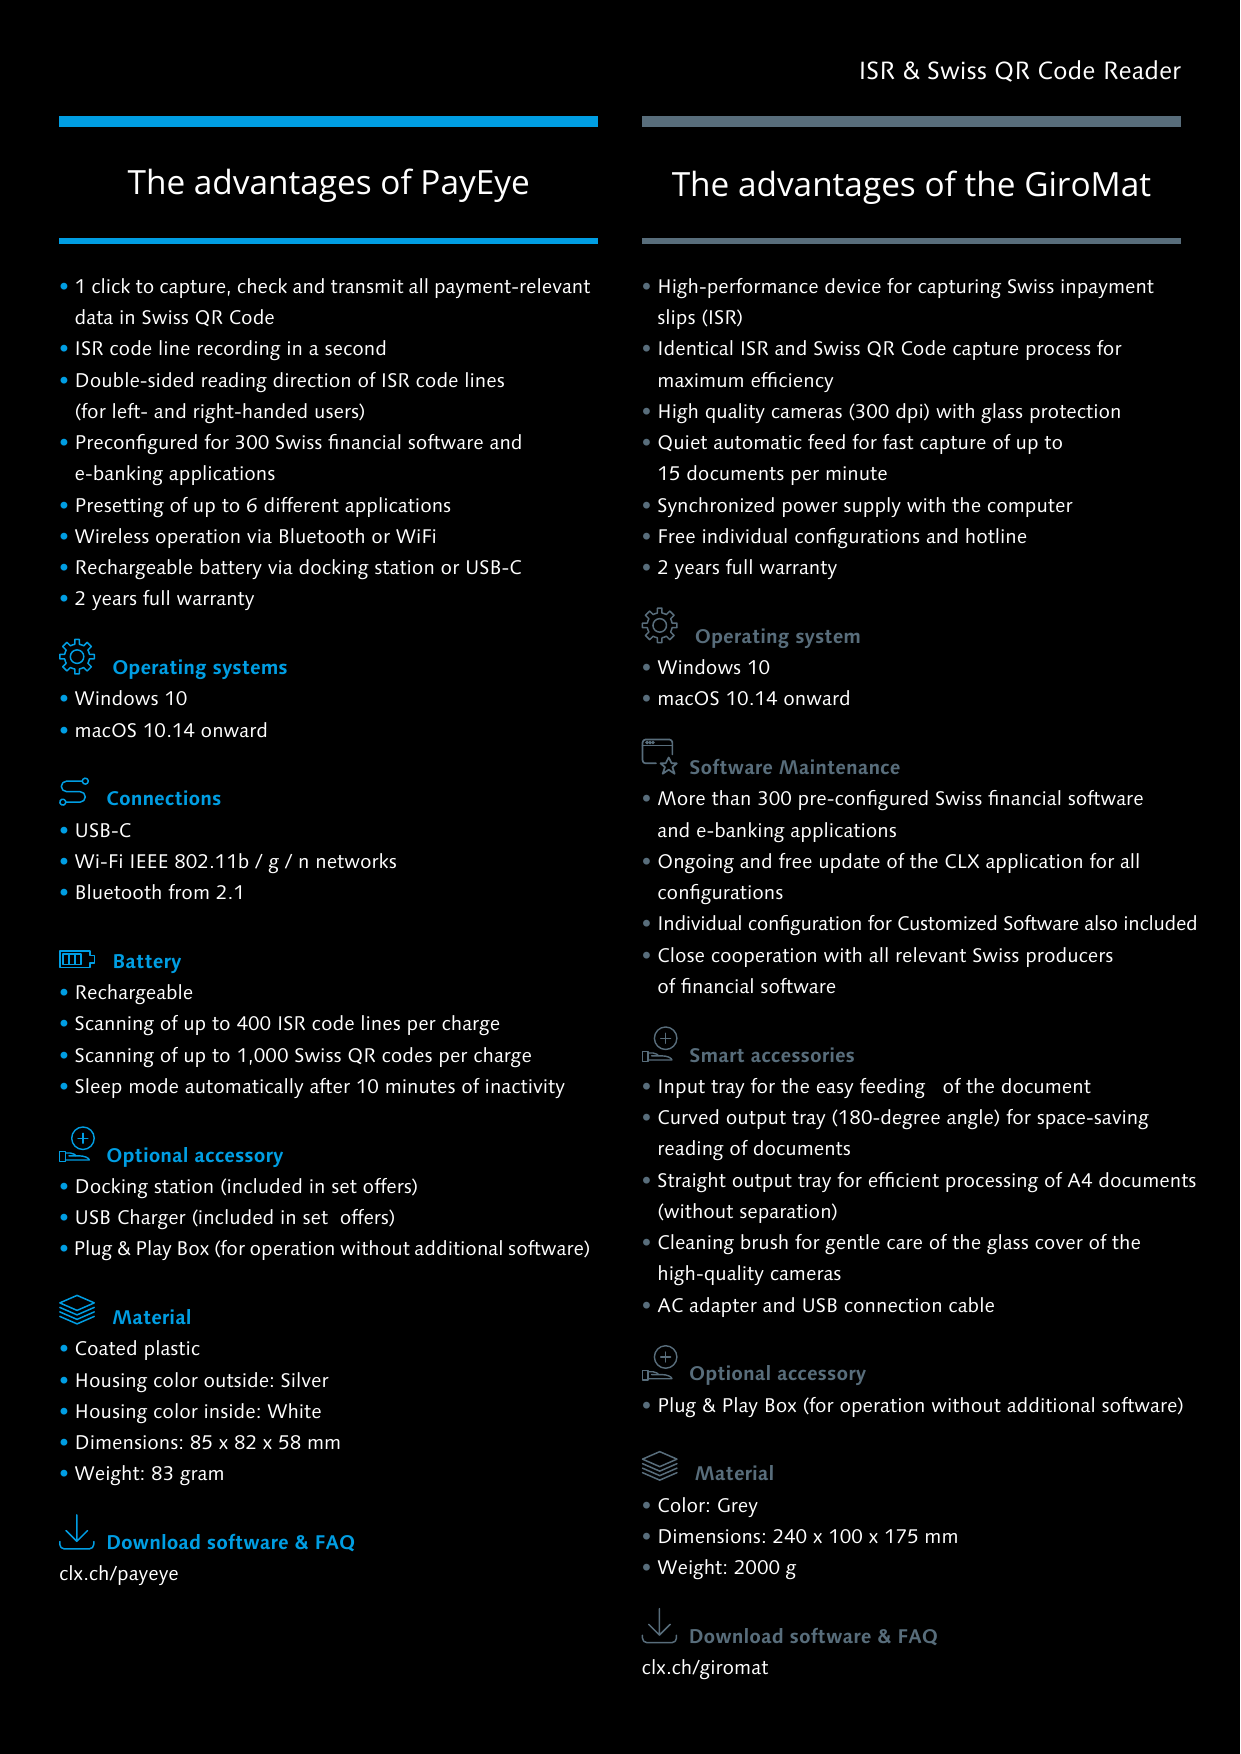 ISR & Swiss QR Code Reader
The advantages of PayEye
• 1 click to capture, check and transmit all payment-relevant
data in Swiss QR Code
• ISR code line recording in a second
• Double-sided reading direction of ISR code lines
(for left- and right-handed users)
• Preconfigured for 300 Swiss financial software and
e-banking applications
• Presetting of up to 6 different applications
• Wireless operation via Bluetooth or WiFi
• Rechargeable battery via docking station or USB-C
• 2 years full warranty
Operating systems
• Windows 10
• macOS 10.14 onward
Connections
• USB-C
• Wi-Fi IEEE 802.11b / g / n networks
• Bluetooth from 2.1
Battery
• Rechargeable
• Scanning of up to 400 ISR code lines per charge
• Scanning of up to 1,000 Swiss QR codes per charge
• Sleep mode automatically after 10 minutes of inactivity
Optional accessory
• Docking station (included in set offers)
• USB Charger (included in set offers)
• Plug & Play Box (for operation without additional software)
Material
• Coated plastic
• Housing color outside: Silver
• Housing color inside: White
• Dimensions: 85 x 82 x 58 mm
• Weight: 83 gram
Download software & FAQ
clx.ch/payeye
The advantages of the GiroMat
• High-performance device for capturing Swiss inpayment
slips (ISR)
• Identical ISR and Swiss QR Code capture process for
maximum efficiency
• High quality cameras (300 dpi) with glass protection
• Quiet automatic feed for fast capture of up to
15 documents per minute
• Synchronized power supply with the computer
• Free individual configurations and hotline
• 2 years full warranty
Operating system
• Windows 10
• macOS 10.14 onward
Software Maintenance
• More than 300 pre-configured Swiss financial software
and e-banking applications
• Ongoing and free update of the CLX application for all
configurations
• Individual configuration for Customized Software also included
• Close cooperation with all relevant Swiss producers
of financial software
Smart accessories
• Input tray for the easy feeding of the document
• Curved output tray (180-degree angle) for space-saving
reading of documents
• Straight output tray for efficient processing of A4 documents
(without separation)
• Cleaning brush for gentle care of the glass cover of the
high-quality cameras
• AC adapter and USB connection cable
Optional accessory
• Plug & Play Box (for operation without additional software)
Material
• Color: Grey
• Dimensions: 240 x 100 x 175 mm
• Weight: 2000 g
Download software & FAQ
clx.ch/giromat